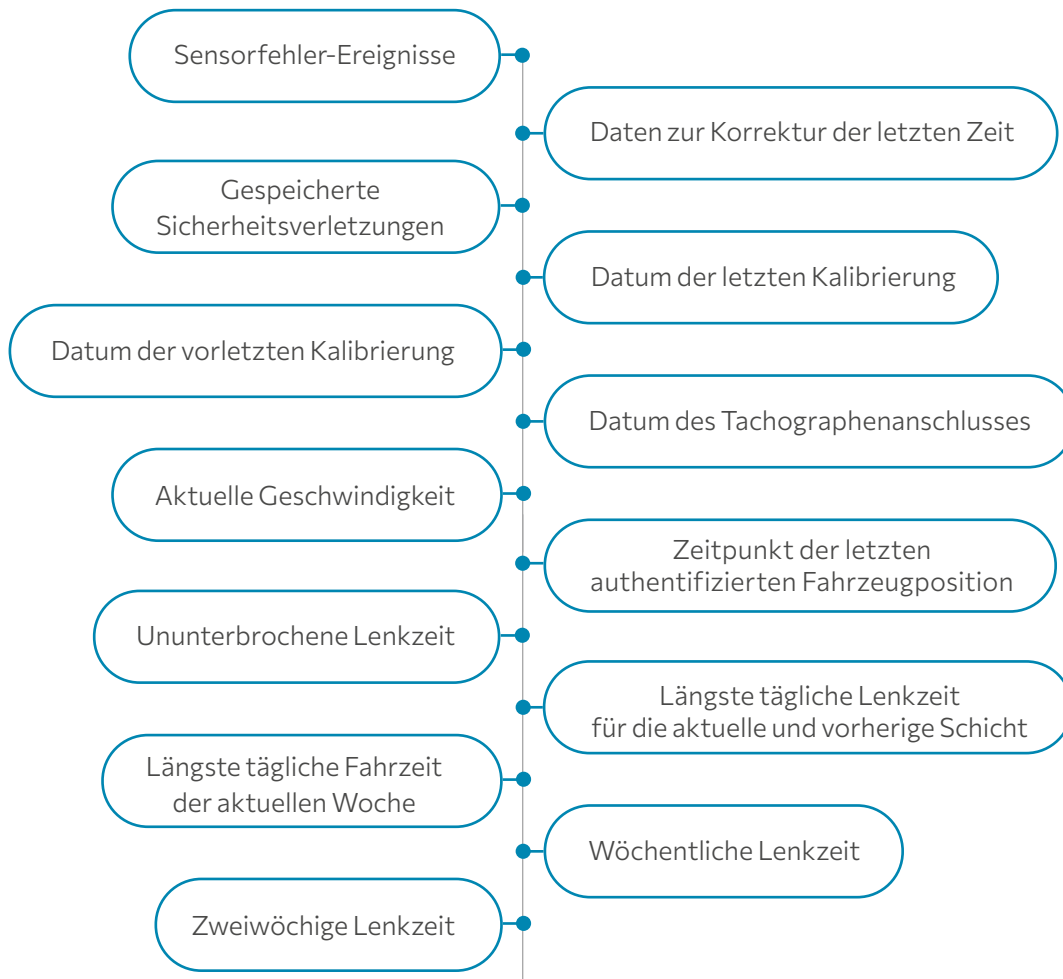 Sensorfehler-Ereignisse
Daten zur Korrektur der letzten Zeit
Gespeicherte
Sicherheitsverletzungen
Datum der letzten Kalibrierung
Datum der vorletzten Kalibrierung
Datum des Tachographenanschlusses
Aktuelle Geschwindigkeit
Zeitpunkt der letzten
authentifizierten Fahrzeugposition
Ununterbrochene Lenkzeit
Längste tägliche Lenkzeit
für die aktuelle und vorherige Schicht
Längste tägliche Fahrzeit
der aktuellen Woche
Wöchentliche Lenkzeit
Zweiwöchige Lenkzeit